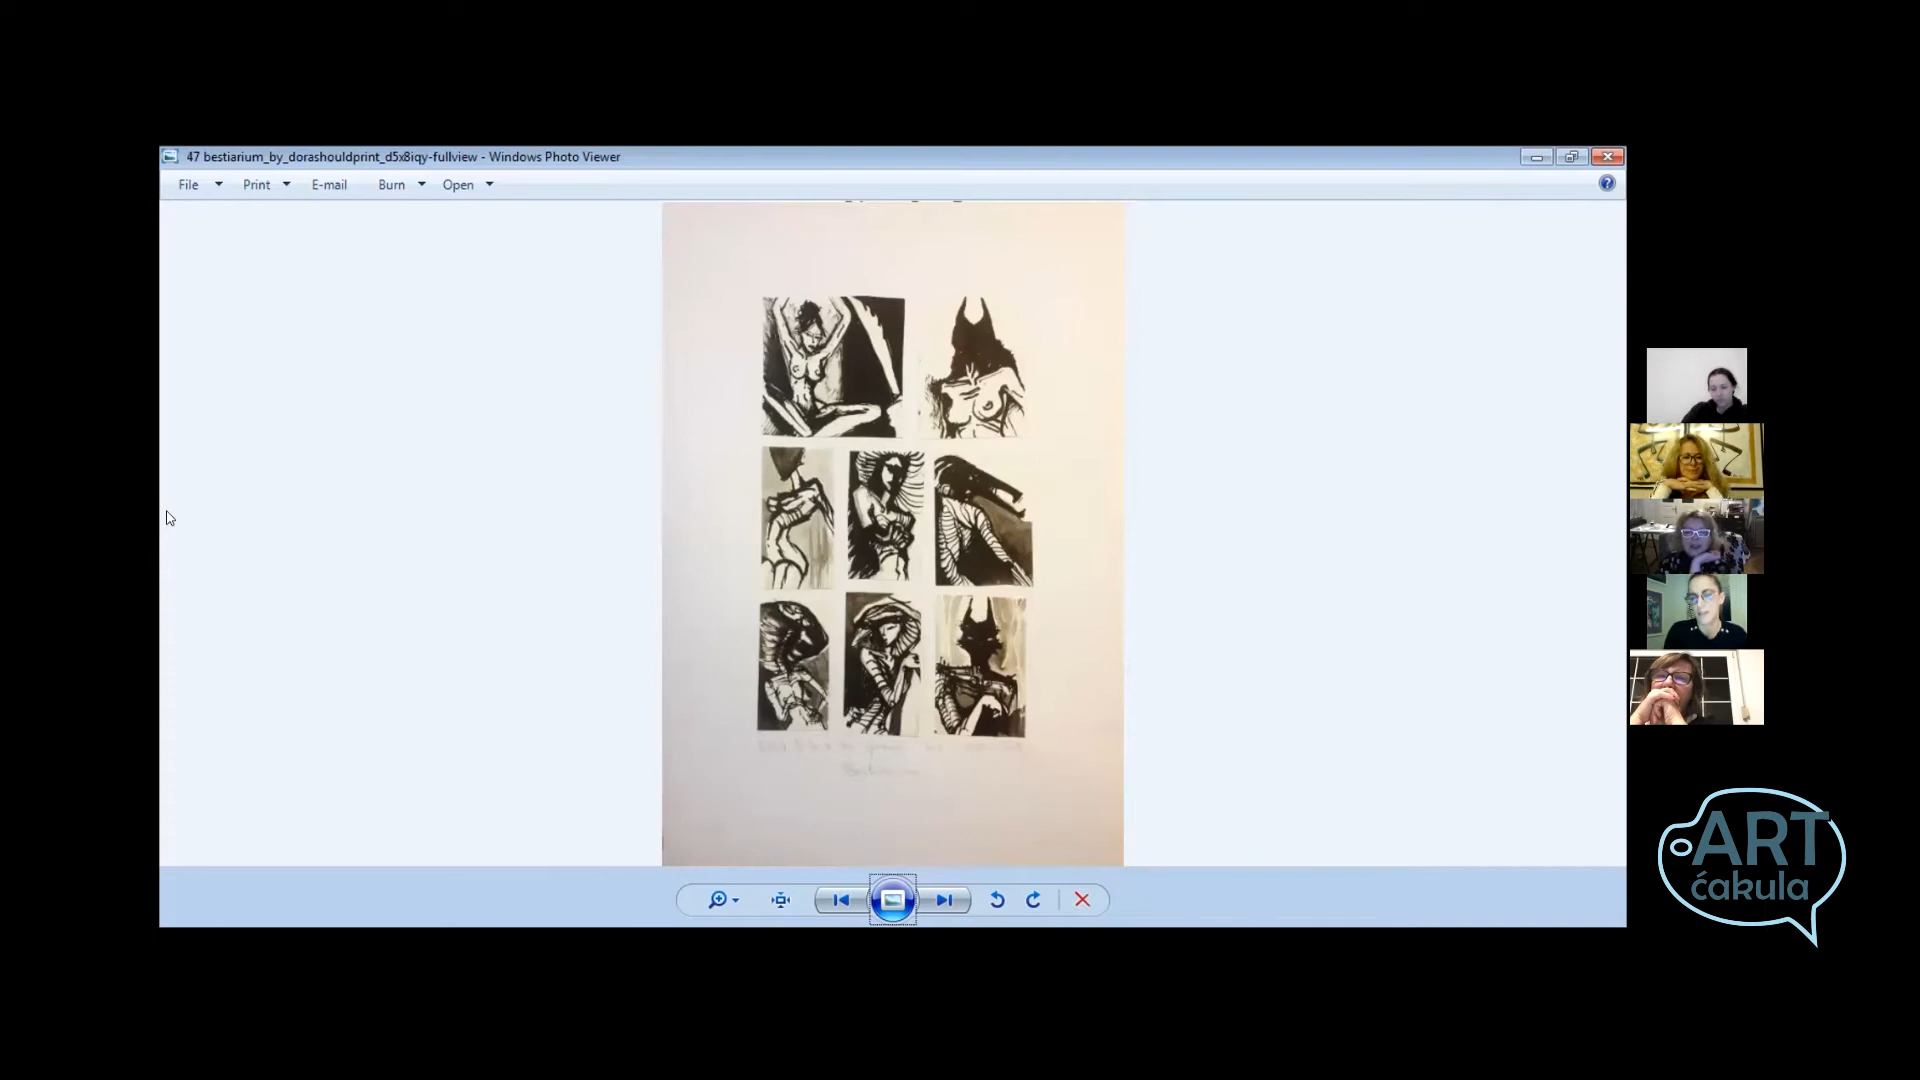 47 bestiarium_by_dorashouldprint_d5x8iqy-fullview - Windows Photo Viewer
File Print E-mail Burn Open
ART
ćakula